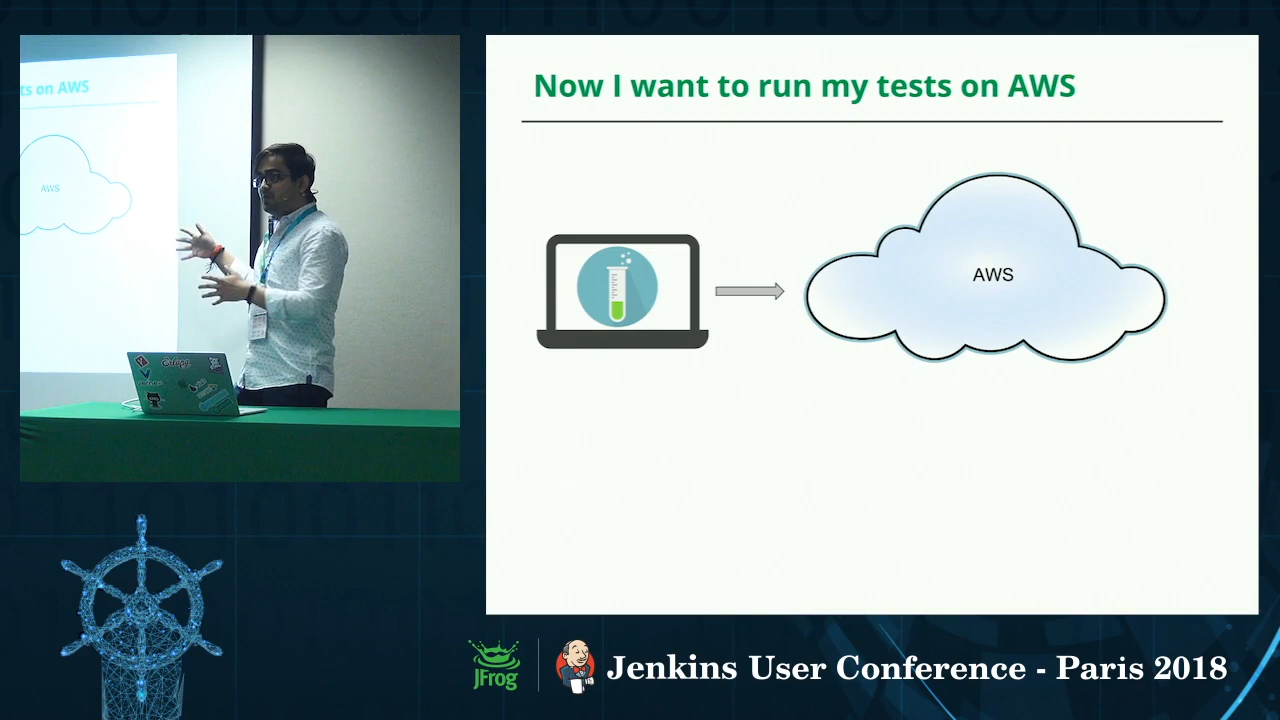 ts on AWS
AWS
Erlang
Now I want to run my tests on AWS
AWS
JFrog
Jenkins User Conference - Paris 2018